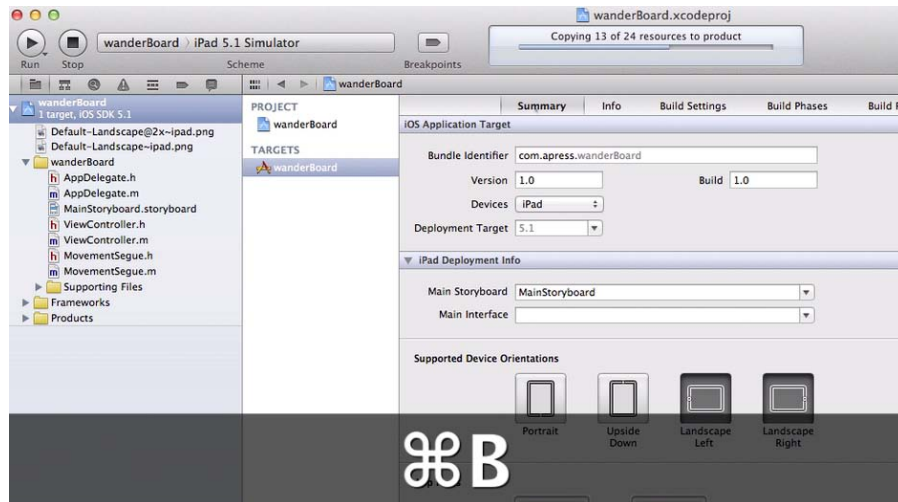 wanderBoard.xcodeproj
wanderBoard
iPad 5.1 Simulator
Copying 13 of 24 resources to product
Run
Stop
Scheme
Breakpoints
wanderBoard
wanderBoard
1 target, iOS SDK 5.1
Default-Landscape@2x~ipad.png
Default-Landscape~ipad.png
wanderBoard
h AppDelegate.h
m AppDelegate.m
MainStoryboard.storyboard
h ViewController.h
m ViewController.m
h MovementSegue.h
m MovementSegue.m
Supporting Files
Frameworks
Products
PROJECT
wanderBoard
TARGETS
wanderBoard
Summary
Info
Build Settings
Build Phases
Build
iOS Application Target
Bundle Identifier com.apress.wanderBoard
Version 1.0
Build 1.0
Devices iPad
Deployment Target 5.1
iPad Deployment Info
Main Storyboard MainStoryboard
Main Interface
Supported Device Orientations
Portrait
Upside
Down
Landscape
Left
Landscape
Right
⌘B